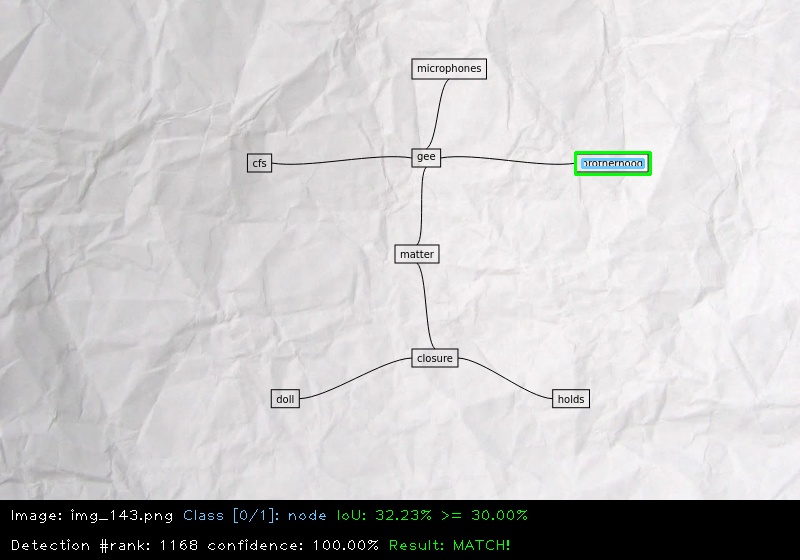 microphones
gee
cfs
brotherhood
matter
closure
doll
holds
Image: img_143.png Class [0/1]: node IoU: 32.23% >= 30.00%
Detection #rank: 1168 confidence: 100.00% Result: MATCH!